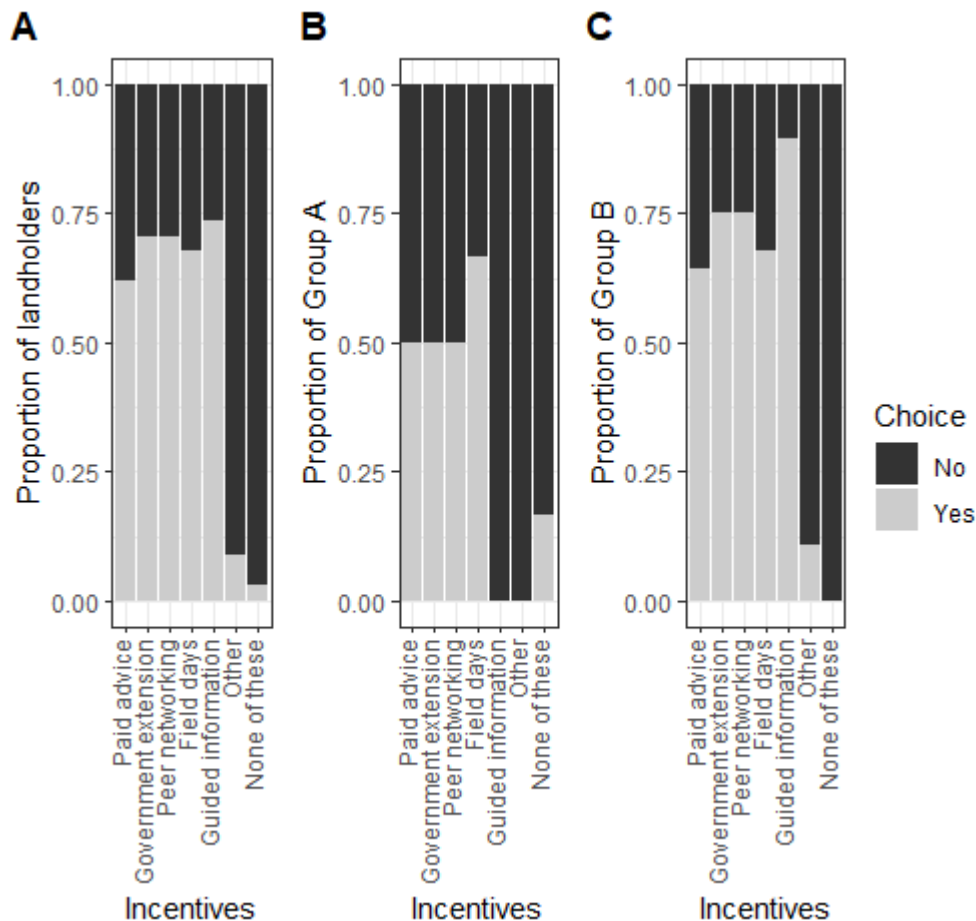 A
Proportion of landholders
1.00
0.75
0.50
0.25
0.00
Paid advice
Government extension
Peer networking
Field days
Guided information
Other
None of these
Incentives
B
Proportion of Group A
1.00
0.75
0.50
0.25
0.00
Paid advice
Government extension
Peer networking
Field days
Guided information
Other
None of these
Incentives
C
Proportion of Group B
1.00
0.75
0.50
0.25
0.00
Paid advice
Government extension
Peer networking
Field days
Guided information
Other
None of these
Incentives
Choice
No
Yes